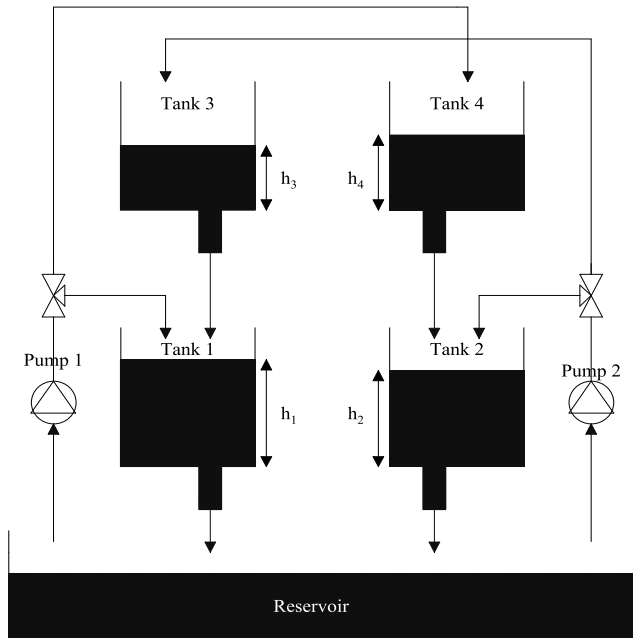 Tank 3
Tank 4
h₃
h₄
Tank 1
Tank 2
Pump 1
Pump 2
h₁
h₂
Reservoir